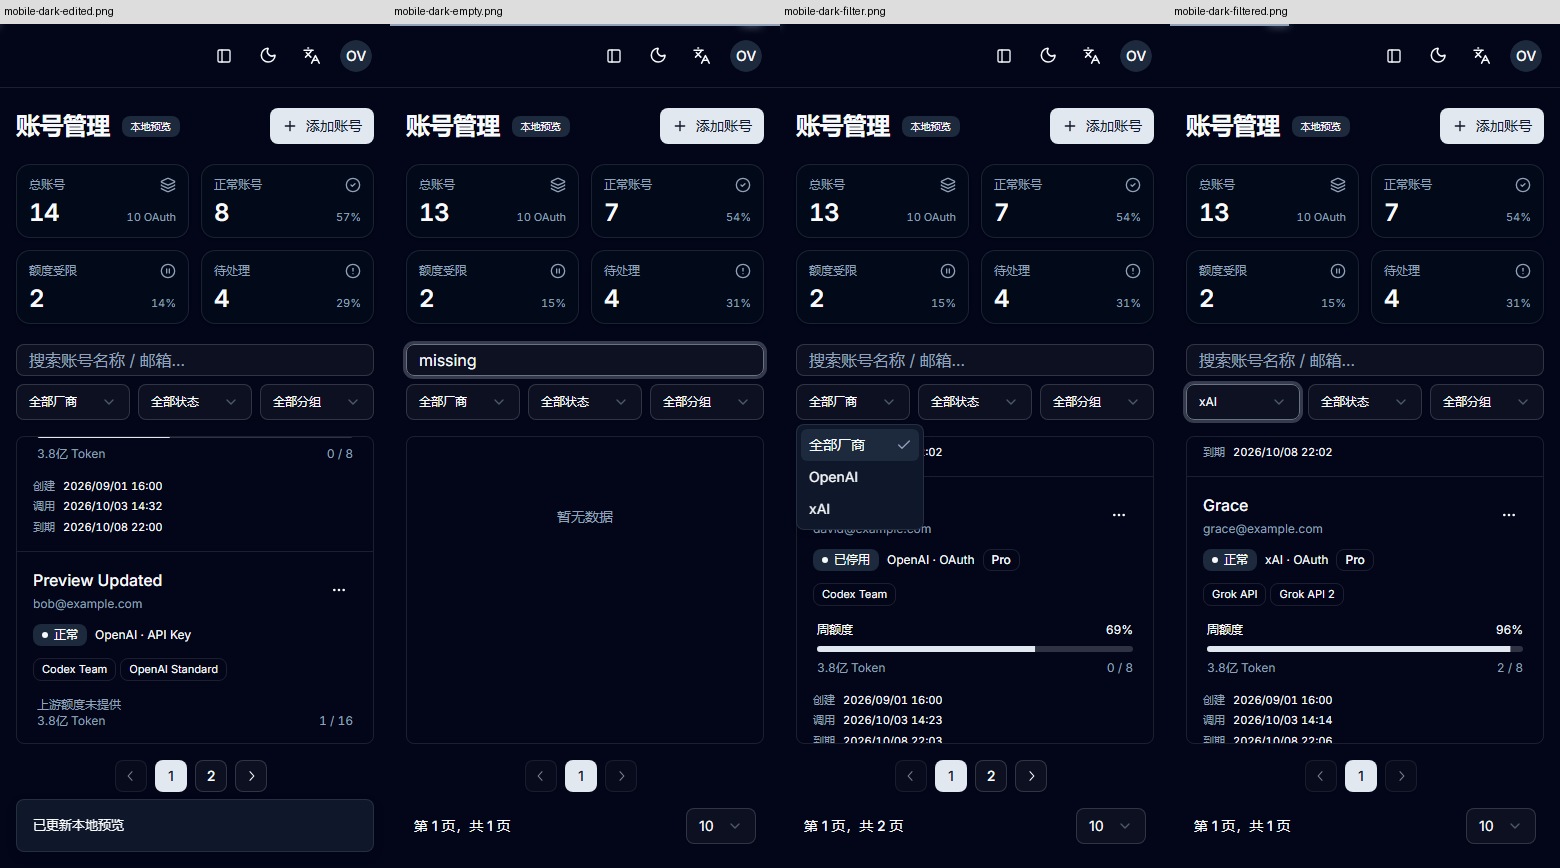 mobile-dark-edited.png
OV
账号管理 本地预览 添加账号
总账号
14 10 OAuth
正常账号
8 57%
额度受限
2 14%
待处理
4 29%
搜索账号名称 / 邮箱...
全部厂商 全部状态 全部分组
3.8亿 Token 0 / 8
创建 2026/09/01 16:00
调用 2026/10/03 14:32
到期 2026/10/08 22:00
Preview Updated
bob@example.com
正常 OpenAI · API Key
Codex Team OpenAI Standard
上游额度未提供
3.8亿 Token 1 / 16
1 2
已更新本地预览
mobile-dark-empty.png
OV
账号管理 本地预览 添加账号
总账号
13 10 OAuth
正常账号
7 54%
额度受限
2 15%
待处理
4 31%
missing
全部厂商 全部状态 全部分组
暂无数据
1
第 1 页，共 1 页 10
mobile-dark-filter.png
OV
账号管理 本地预览 添加账号
总账号
13 10 OAuth
正常账号
7 54%
额度受限
2 15%
待处理
4 31%
搜索账号名称 / 邮箱...
全部厂商 全部状态 全部分组
全部厂商
OpenAI
xAI
:02
david@example.com
已停用 OpenAI · OAuth Pro
Codex Team
周额度 69%
3.8亿 Token 0 / 8
创建 2026/09/01 16:00
调用 2026/10/03 14:23
到期 2026/10/08 22:03
1 2
第 1 页，共 2 页 10
mobile-dark-filtered.png
OV
账号管理 本地预览 添加账号
总账号
13 10 OAuth
正常账号
7 54%
额度受限
2 15%
待处理
4 31%
搜索账号名称 / 邮箱...
xAI 全部状态 全部分组
到期 2026/10/08 22:02
Grace
grace@example.com
正常 xAI · OAuth Pro
Grok API Grok API 2
周额度 96%
3.8亿 Token 2 / 8
创建 2026/09/01 16:00
调用 2026/10/03 14:14
到期 2026/10/08 22:06
1
第 1 页，共 1 页 10